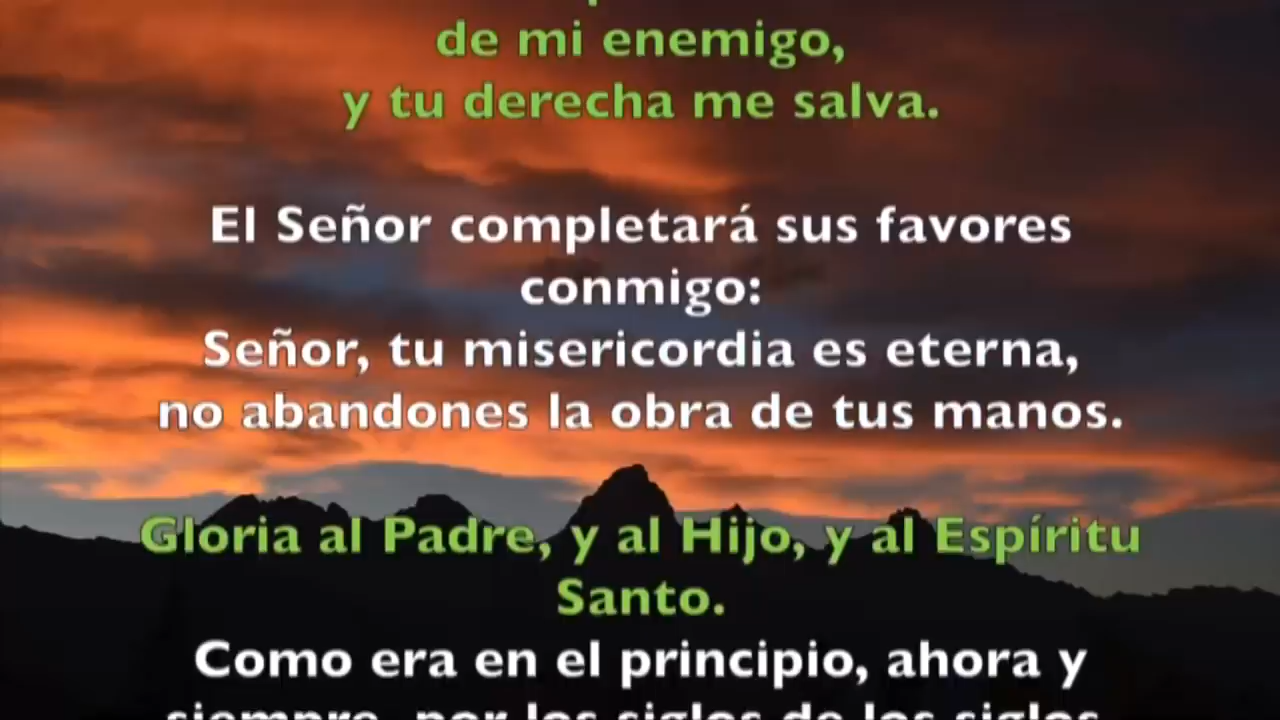 de mi enemigo,
y tu derecha me salva.
El Señor completará sus favores
conmigo:
Señor, tu misericordia es eterna,
no abandones la obra de tus manos.
Gloria al Padre, y al Hijo, y al Espíritu
Santo.
Como era en el principio, ahora y
siempre, por los siglos de los siglos